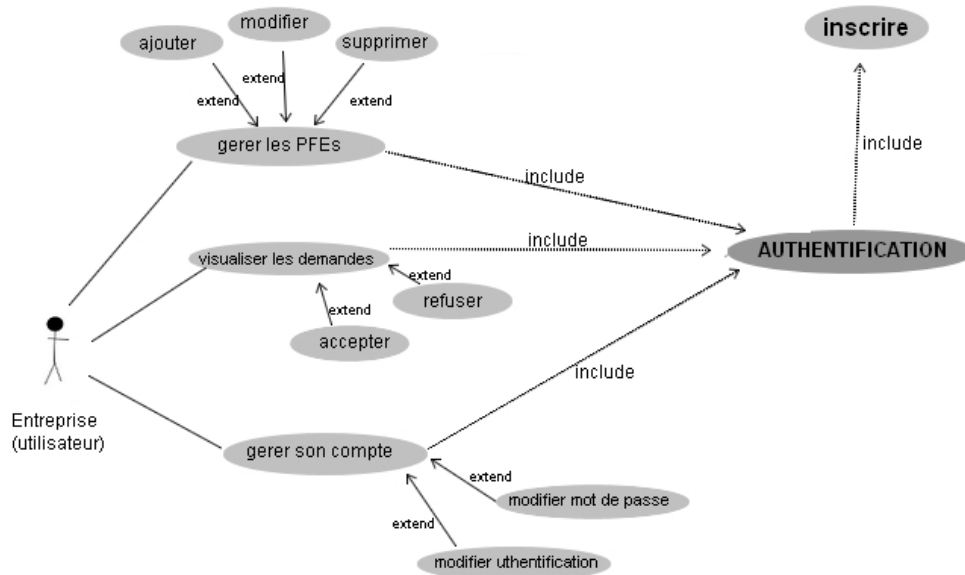 modifier
inscrire
ajouter
supprimer
extend
extend
extend
gerer les PFEs
include
include
include
AUTHENTIFICATION
visualiser les demandes
extend
refuser
extend
accepter
include
Entreprise
(utilisateur)
gerer son compte
extend
modifier mot de passe
extend
modifier uthentification